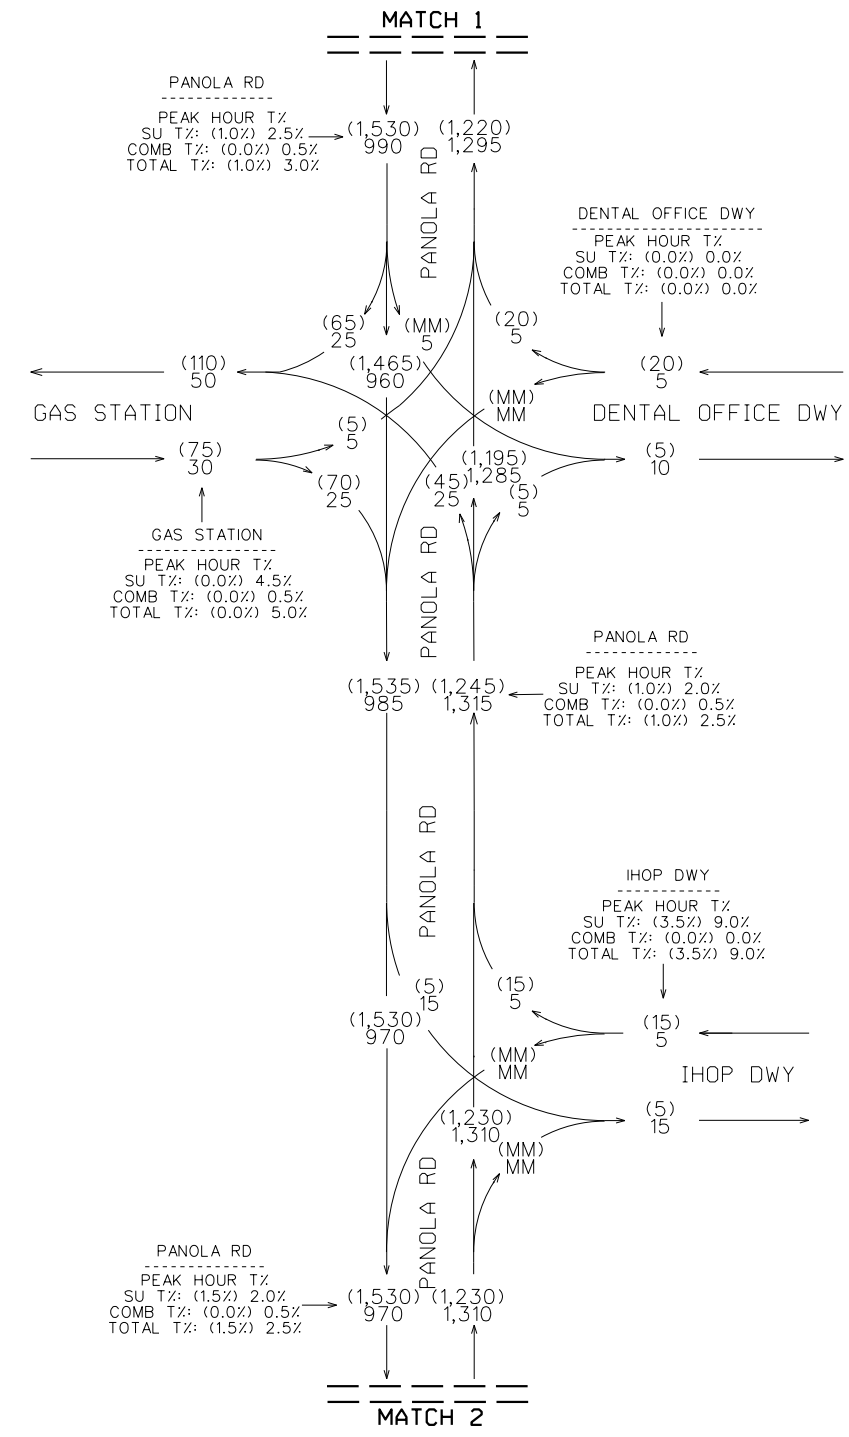 MATCH 1
PANOLA RD
PEAK HOUR T%
SU T%: (1.0%) 2.5%
COMB T%: (0.0%) 0.5%
TOTAL T%: (1.0%) 3.0%
(1,530)
990
(1,220)
1,295
PANOLA RD
DENTAL OFFICE DWY
PEAK HOUR T%
SU T%: (0.0%) 0.0%
COMB T%: (0.0%) 0.0%
TOTAL T%: (0.0%) 0.0%
(65)
25
(MM)
5
(20)
5
(110)
50
(1,465)
960
(20)
5
(MM)
MM
GAS STATION
DENTAL OFFICE DWY
(5)
5
(75)
30
(1,195)
1,285
(5)
10
(70)
25
(45)
25
(5)
5
GAS STATION
PEAK HOUR T%
SU T%: (0.0%) 4.5%
COMB T%: (0.0%) 0.5%
TOTAL T%: (0.0%) 5.0%
PANOLA RD
PANOLA RD
PEAK HOUR T%
SU T%: (1.0%) 2.0%
COMB T%: (0.0%) 0.5%
TOTAL T%: (1.0%) 2.5%
(1,535)
985
(1,245)
1,315
PANOLA RD
IHOP DWY
PEAK HOUR T%
SU T%: (3.5%) 9.0%
COMB T%: (0.0%) 0.0%
TOTAL T%: (3.5%) 9.0%
(5)
15
(15)
5
(1,530)
970
(15)
5
(MM)
MM
IHOP DWY
(1,230)
1,310
(5)
15
(MM)
MM
PANOLA RD
PANOLA RD
PEAK HOUR T%
SU T%: (1.5%) 2.0%
COMB T%: (0.0%) 0.5%
TOTAL T%: (1.5%) 2.5%
(1,530)
970
(1,230)
1,310
MATCH 2